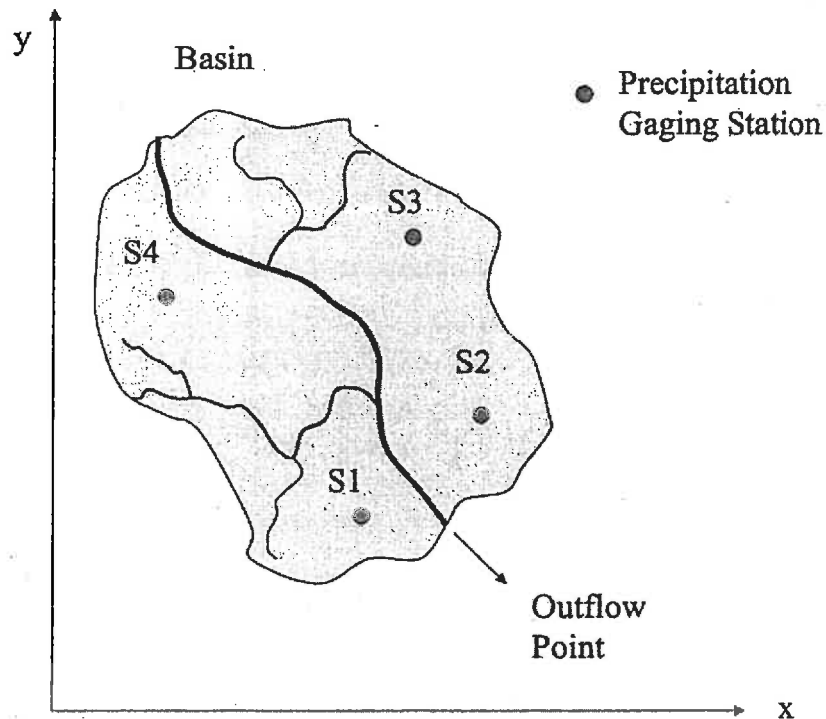 y
Basin
Precipitation
Gaging Station
S3
S4
S2
S1
Outflow
Point
x